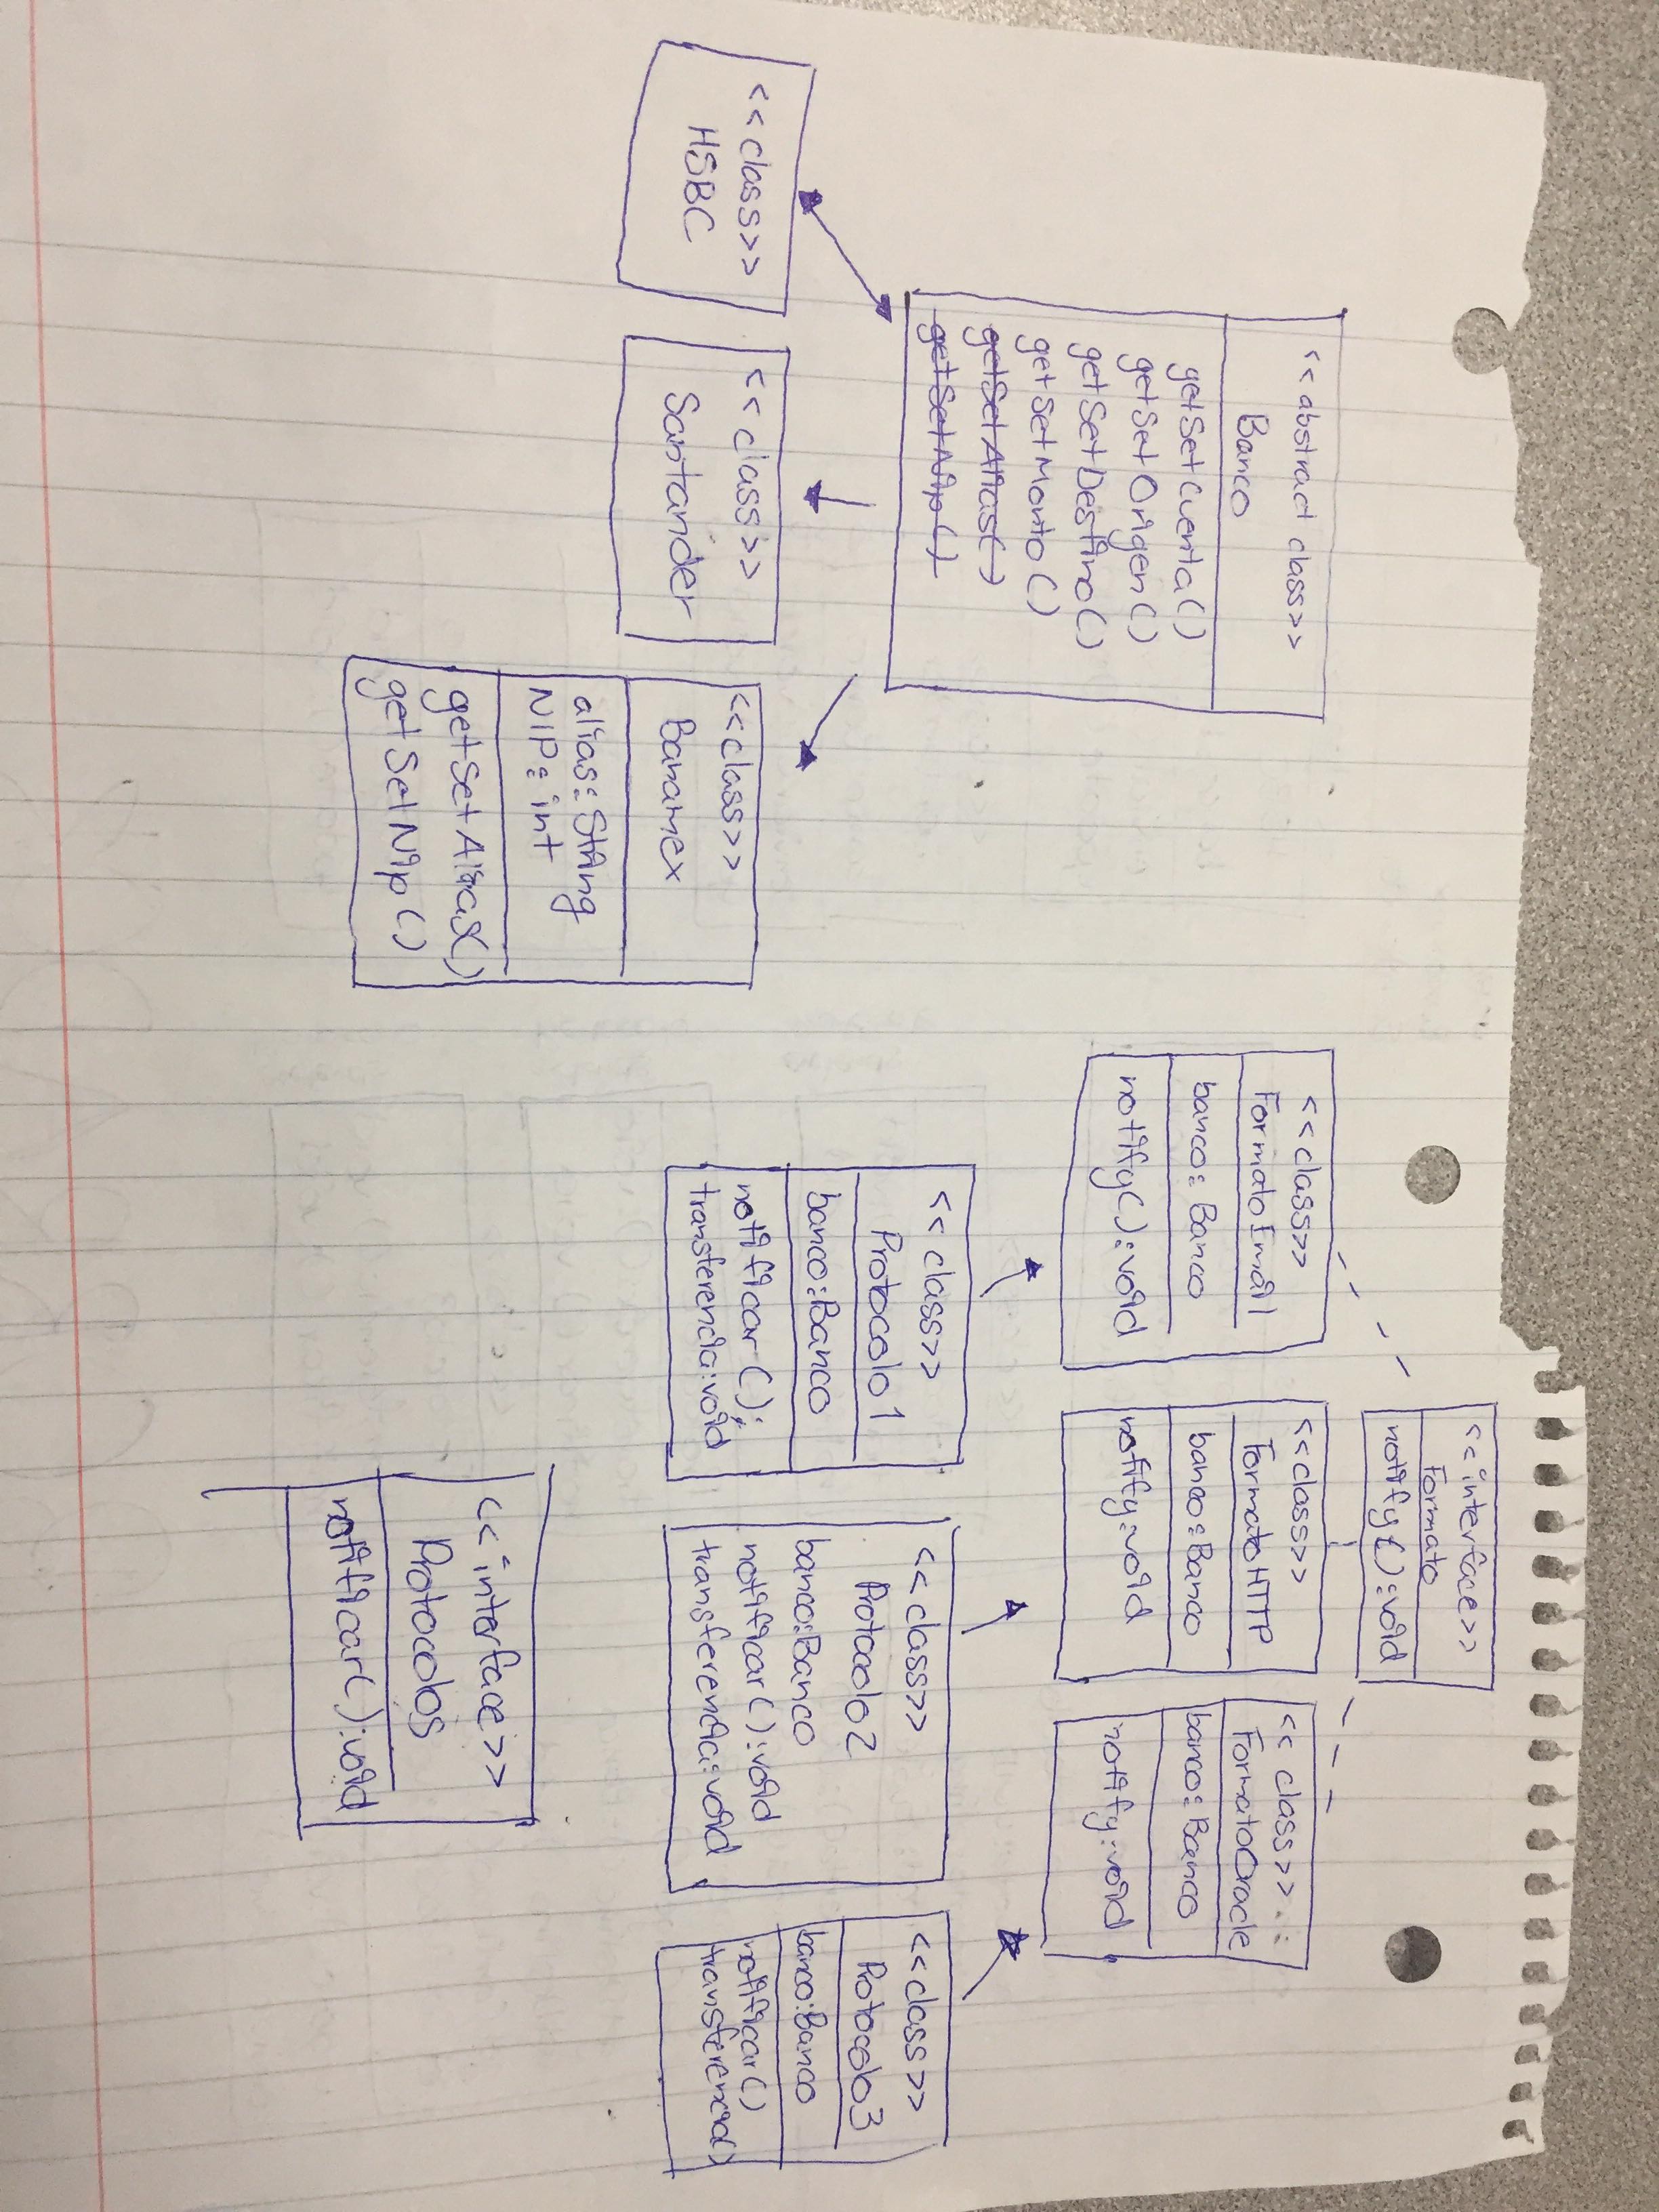 <<abstract class>>
Banco
getSetCuenta()
getSetOrigen()
getSetDestino()
getSetMonto()
getSetAlias()
getSetNip()
<<class>>
HSBC
<<class>>
Santander
<<class>>
Banamex
alias: String
NIP: int
getSetAlias()
getSetNip()
<<interface>>
Formato
notify():void
<<class>>
FormatoEmail
banco: Banco
notify():void
<<class>>
FormatoHTTP
banco: Banco
notify:void
<<class>>
FormatoOracle
banco: Banco
notify:void
<<class>>
Protocolo1
banco:Banco
notificar():
transferencia:void
<<class>>
Protocolo2
banco:Banco
notificar():void
transferencia:void
<<class>>
Protocolo3
banco:Banco
notificar()
transferencia()
<<interface>>
Protocolos
notificar():void